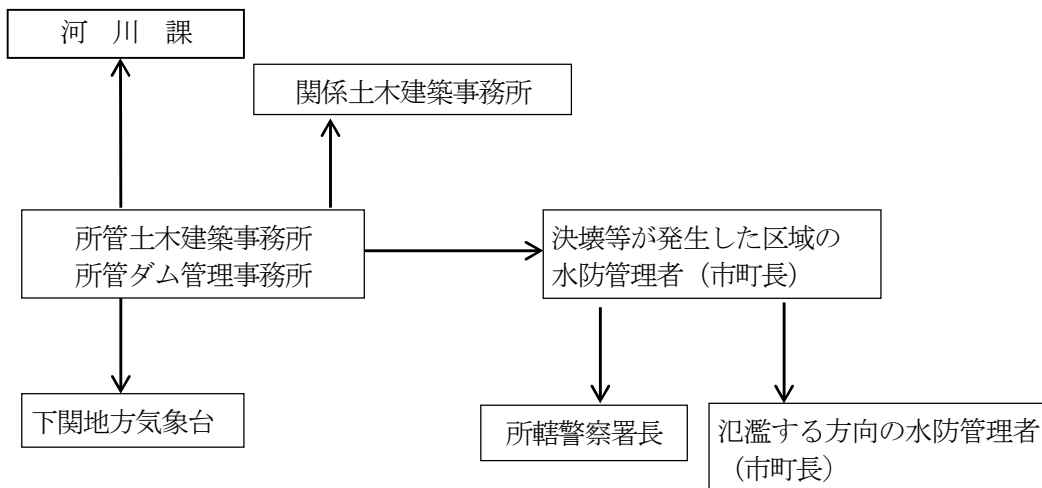 河　川　課
関係土木建築事務所
所管土木建築事務所
所管ダム管理事務所
決壊等が発生した区域の
水防管理者（市町長）
下関地方気象台
所轄警察署長
氾濫する方向の水防管理者
（市町長）